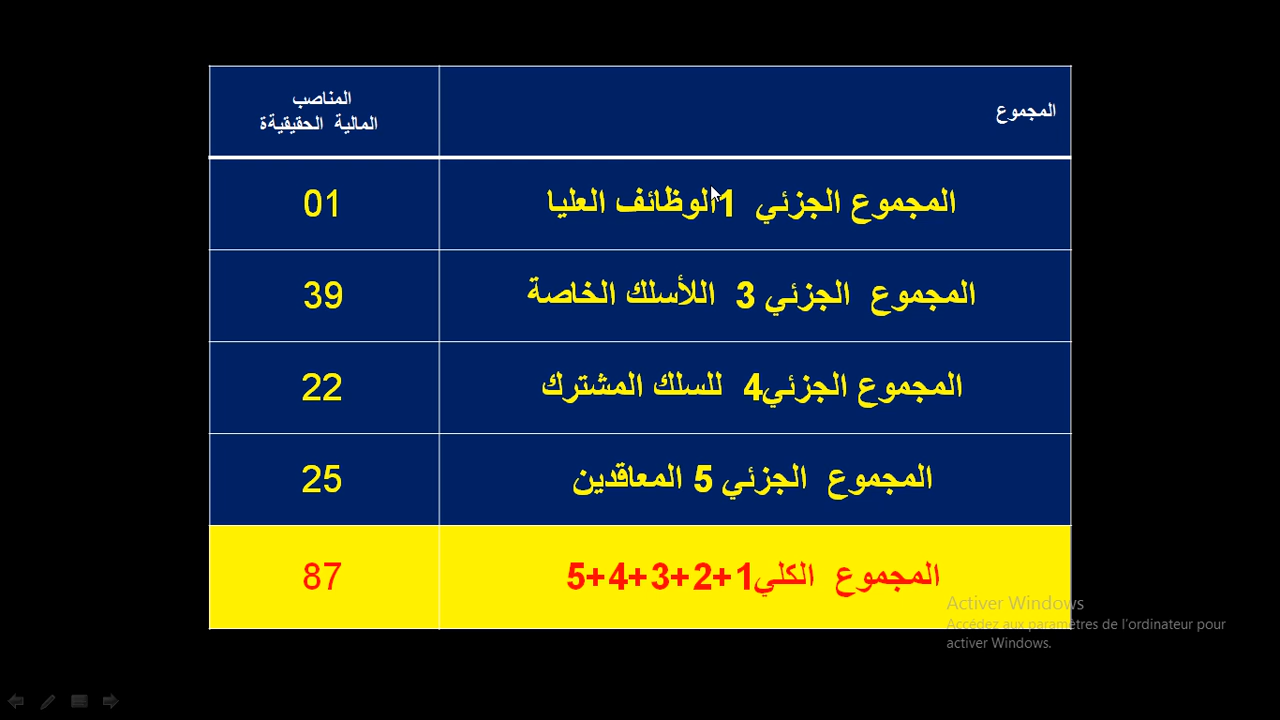 المجموع
المناصب
المالية الحقيقيةة
المجموع الجزئي 1الوظائف العليا
01
المجموع الجزئي 3 اللأسلك الخاصة
39
المجموع الجزئي4 للسلك المشترك
22
المجموع الجزئي 5 المعاقدين
25
المجموع الكلي1+2+3+4+5
87
Activer Windows
Accédez aux paramètres de l'ordinateur pour
activer Windows.